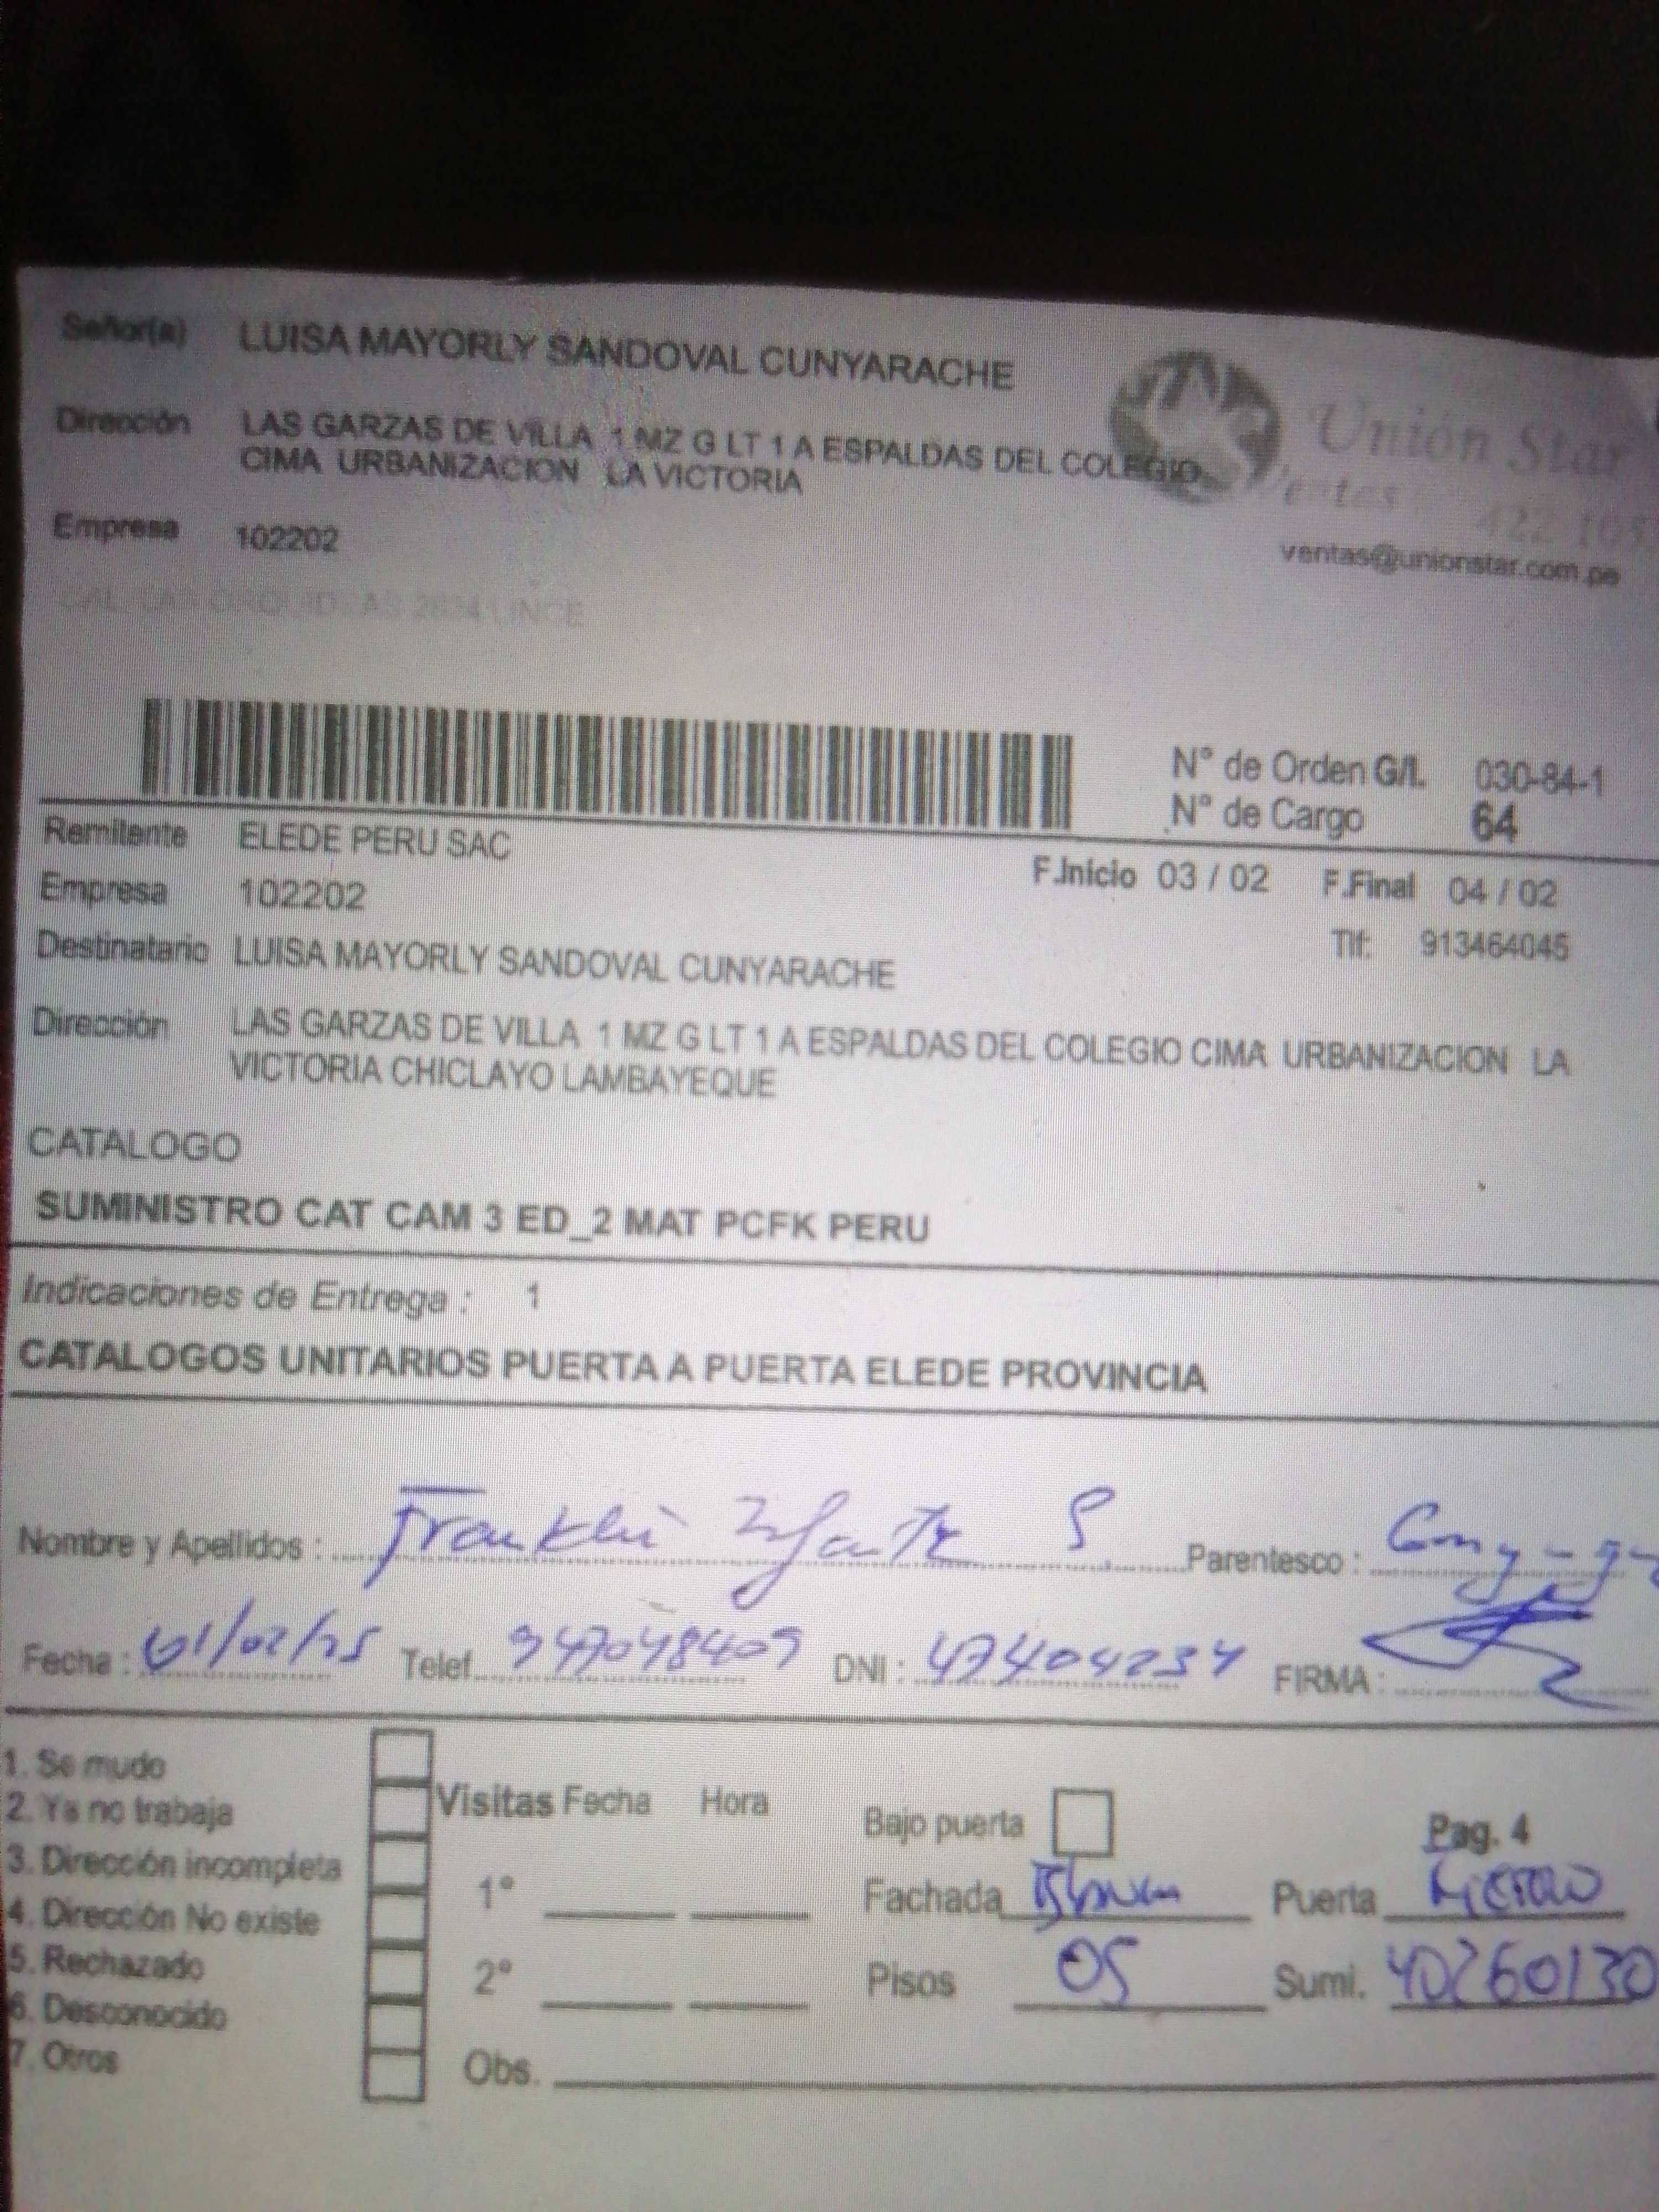 Señor(a) LUISA MAYORLY SANDOVAL CUNYARACHE
Dirección LAS GARZAS DE VILLA 1 MZ G LT 1 A ESPALDAS DEL COLEGIO
CIMA URBANIZACION LA VICTORIA
Unión Star
Empresa 102202
ventas@unionstar.com.pe
N° de Orden G/L 030-84-1
N° de Cargo 64
Remitente ELEDE PERU SAC
F.Inicio 03 / 02 F.Final 04 / 02
Empresa 102202
Tlf: 913464045
Destinatario LUISA MAYORLY SANDOVAL CUNYARACHE
Dirección LAS GARZAS DE VILLA 1 MZ G LT 1 A ESPALDAS DEL COLEGIO CIMA URBANIZACION LA
VICTORIA CHICLAYO LAMBAYEQUE
CATALOGO
SUMINISTRO CAT CAM 3 ED_2 MAT PCFK PERU
Indicaciones de Entrega : 1
CATALOGOS UNITARIOS PUERTA A PUERTA ELEDE PROVINCIA
Nombre y Apellidos : Franklin Infante S Parentesco :
Fecha : 01/02/25 Telef. 947048409 DNI : 47404234 FIRMA :
1. Se mudo
2. Ya no trabaja
3. Dirección incompleta
4. Dirección No existe
5. Rechazado
6. Desconocido
7. Otros
Visitas Fecha Hora
1°
2°
Obs.
Bajo puerta
Pag. 4
Fachada Puerta
Pisos 05 Sumi. 40260130